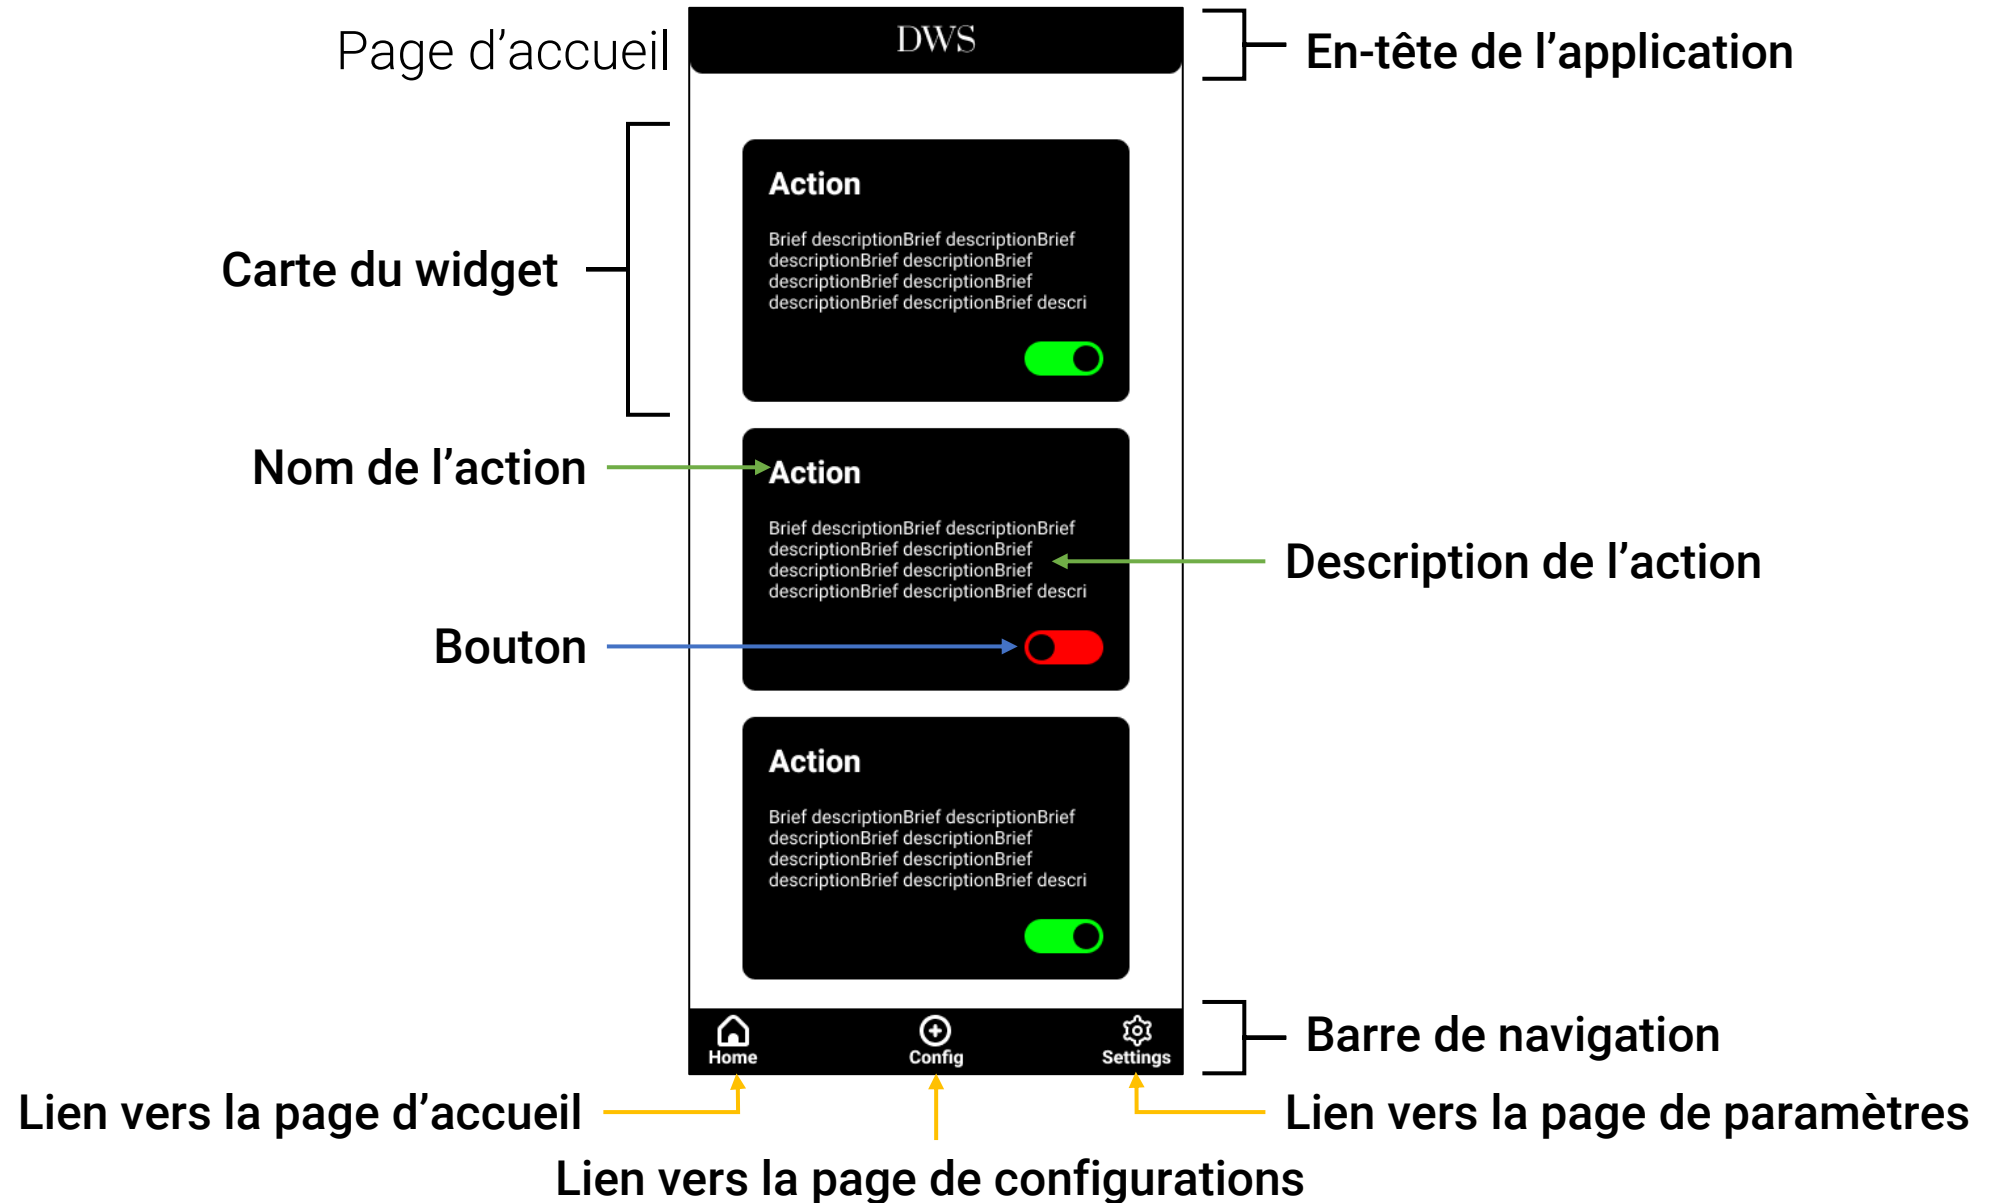 Page d’accueil
DWS
En-tête de l’application
Carte du widget
Action
Brief descriptionBrief descriptionBrief
descriptionBrief descriptionBrief
descriptionBrief descriptionBrief
descriptionBrief descriptionBrief descri
Nom de l’action
Action
Brief descriptionBrief descriptionBrief
descriptionBrief descriptionBrief
descriptionBrief descriptionBrief
descriptionBrief descriptionBrief descri
Description de l’action
Bouton
Action
Brief descriptionBrief descriptionBrief
descriptionBrief descriptionBrief
descriptionBrief descriptionBrief
descriptionBrief descriptionBrief descri
Home
Config
Settings
Barre de navigation
Lien vers la page d’accueil
Lien vers la page de paramètres
Lien vers la page de configurations